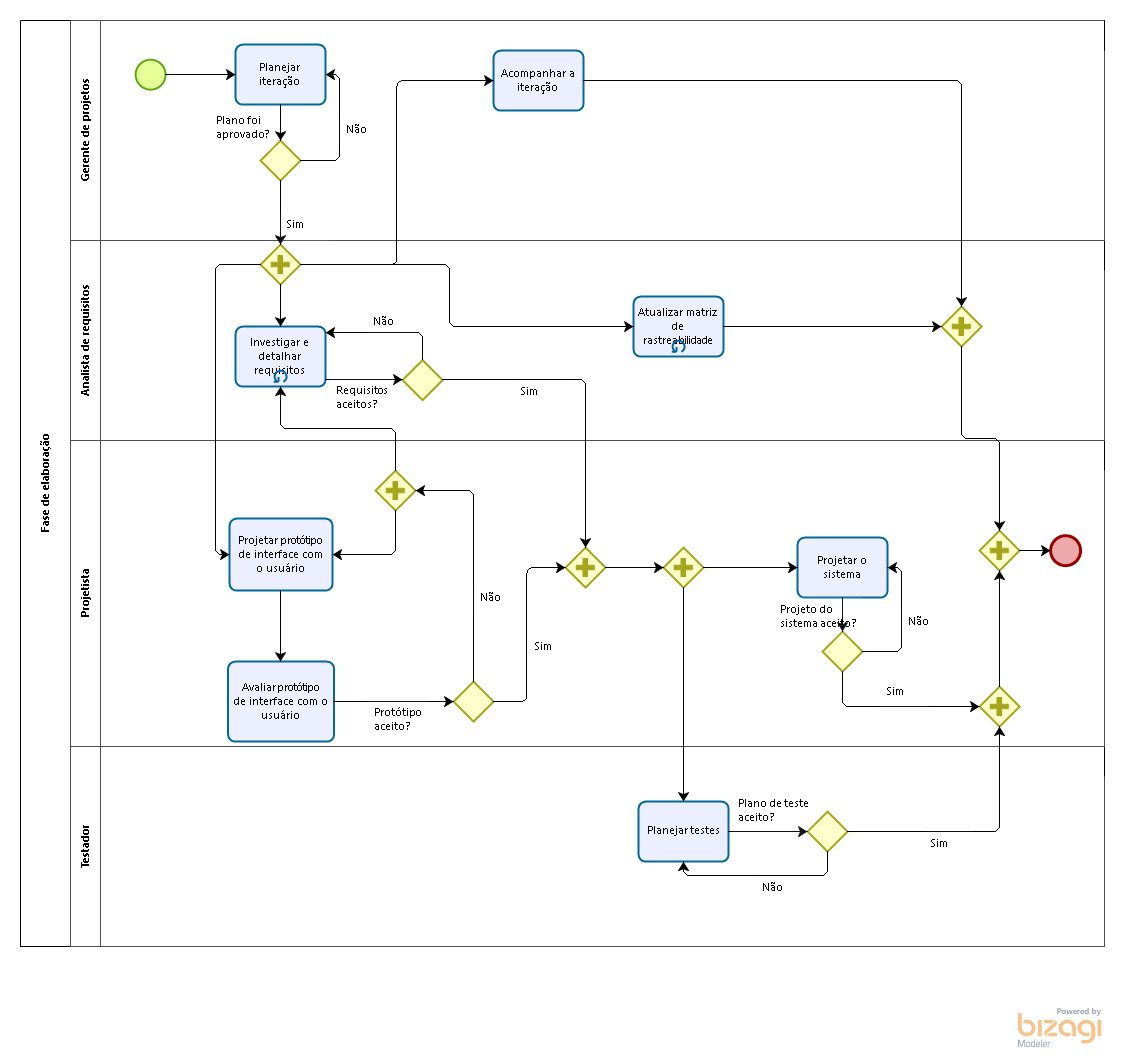 Fase de elaboração
Gerente de projetos
Planejar
iteração
Acompanhar a
iteração
Plano foi
aprovado?
Não
Sim
Analista de requisitos
Investigar e
detalhar
requisitos
Não
Requisitos
aceitos?
Sim
Atualizar matriz
de
rastreabilidade
Projetista
Projetar protótipo
de interface com
o usuário
Não
Sim
Avaliar protótipo
de interface com o
usuário
Protótipo
aceito?
Projetar o
sistema
Projeto do
sistema aceito?
Não
Sim
Testador
Planejar testes
Plano de teste
aceito?
Sim
Não
Powered by
bizagi
Modeler